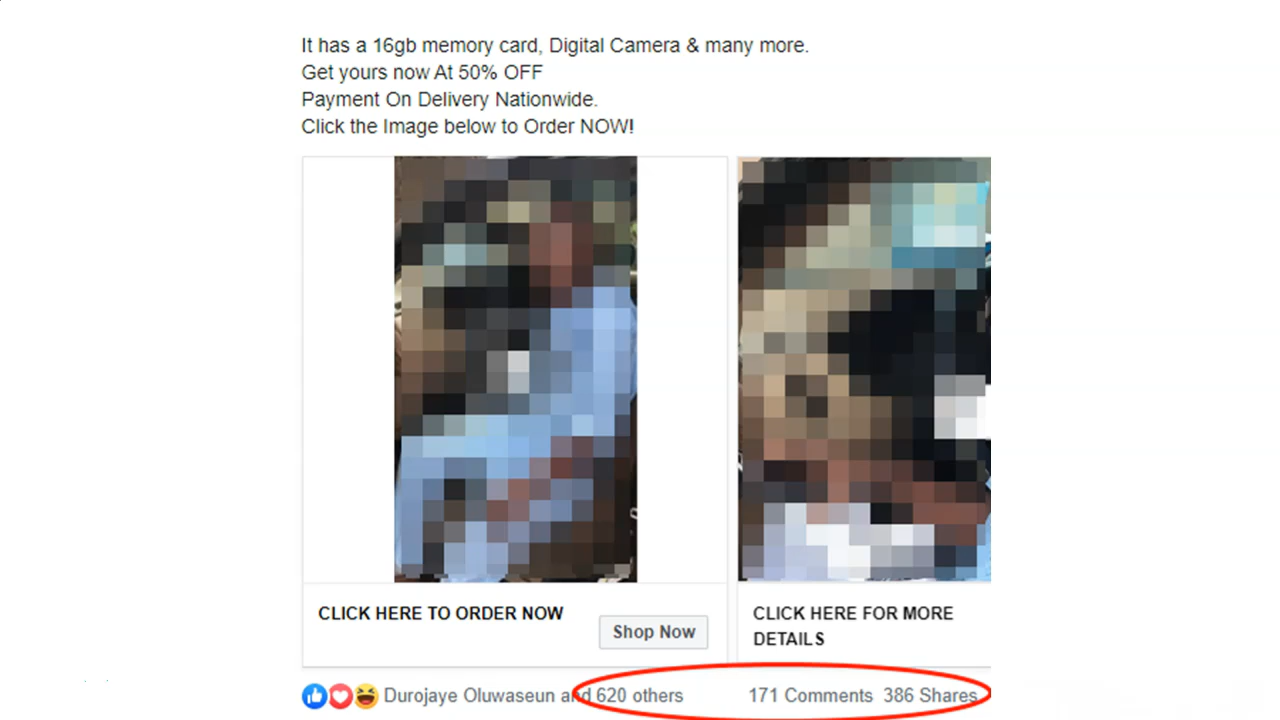 It has a 16gb memory card, Digital Camera & many more.
Get yours now At 50% OFF
Payment On Delivery Nationwide.
Click the Image below to Order NOW!
CLICK HERE TO ORDER NOW
Shop Now
CLICK HERE FOR MORE
DETAILS
Durojaye Oluwaseun and 620 others 171 Comments 386 Shares